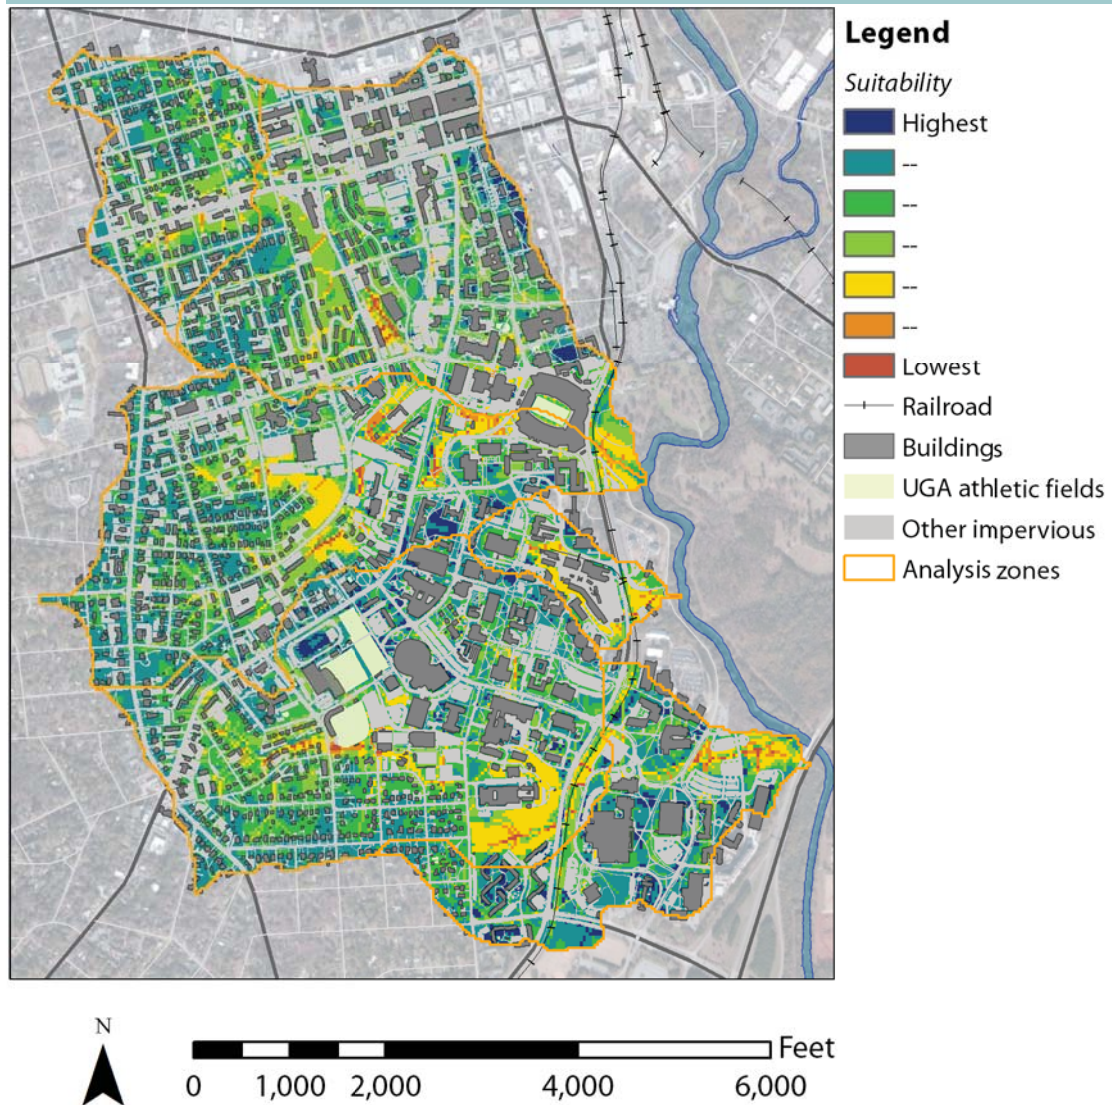 Legend
Suitability
Highest
--
--
--
--
--
Lowest
Railroad
Buildings
UGA athletic fields
Other impervious
Analysis zones
N
Feet
0 1,000 2,000 4,000 6,000